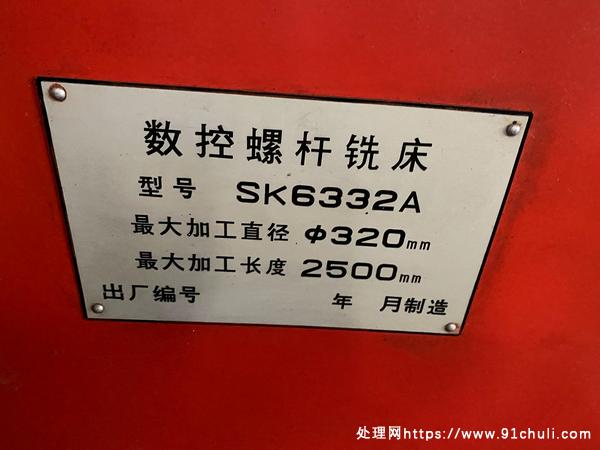 数控螺杆铣床
型号 SK6332A
最大加工直径 Φ320mm
最大加工长度 2500mm
出厂编号 年 月制造
处理网https://www.91chuli.com/